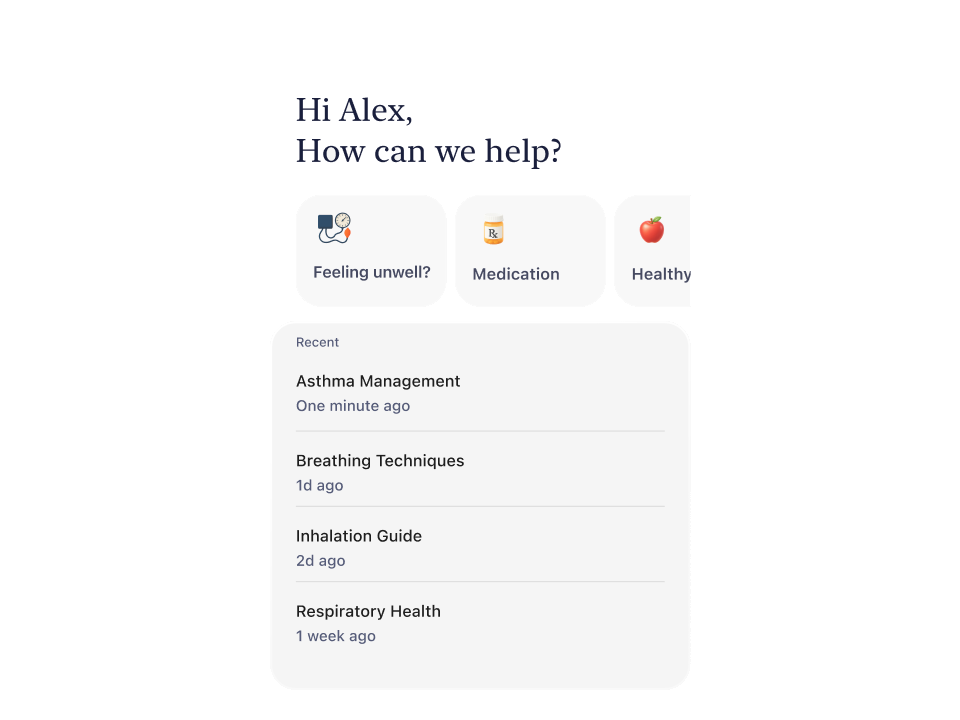 Hi Alex,
How can we help?
Feeling unwell?
Medication
Healthy
Recent
Asthma Management
One minute ago
Breathing Techniques
1d ago
Inhalation Guide
2d ago
Respiratory Health
1 week ago